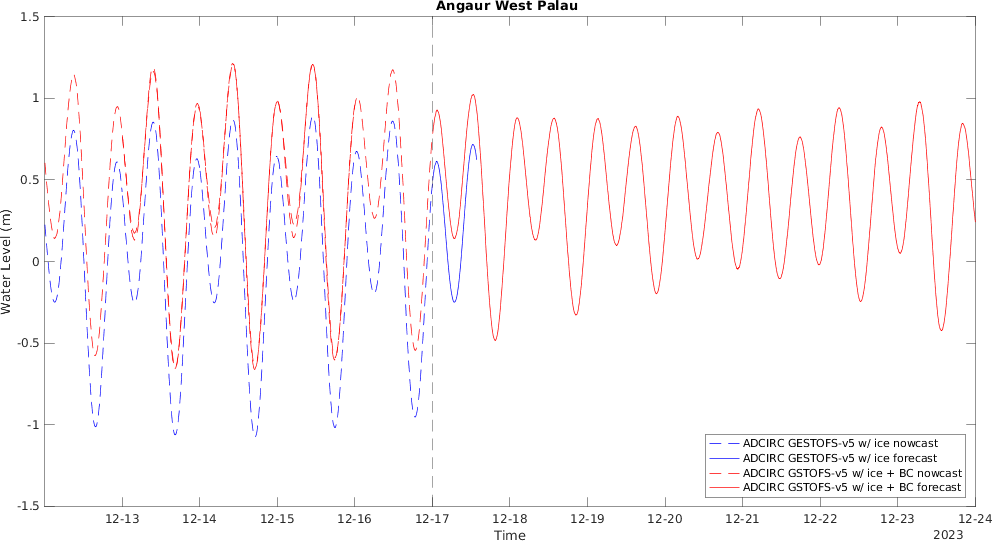 Angaur West Palau
1.5
1
0.5
0
-0.5
-1
-1.5
Water Level (m)
12-13 12-14 12-15 12-16 12-17 12-18 12-19 12-20 12-21 12-22 12-23 12-24
Time
2023
ADCIRC GESTOFS-v5 w/ ice nowcast
ADCIRC GESTOFS-v5 w/ ice forecast
ADCIRC GSTOFS-v5 w/ ice + BC nowcast
ADCIRC GSTOFS-v5 w/ ice + BC forecast